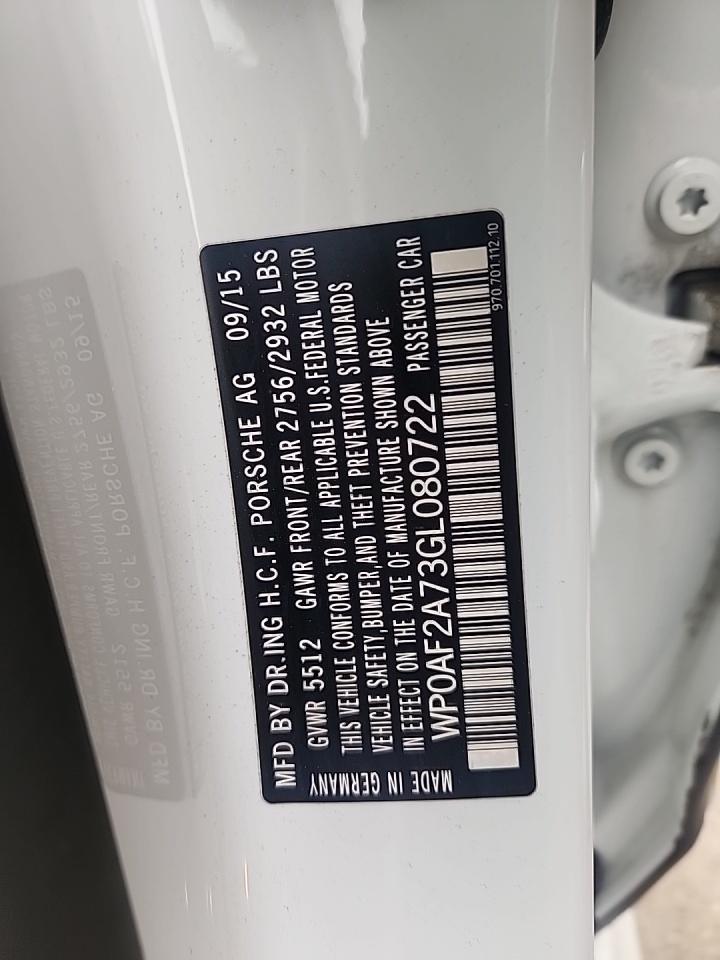 MFD BY DR.ING H.C.F. PORSCHE AG 09/15
GVWR 5512 GAWR FRONT/REAR 2756/2932 LBS
THIS VEHICLE CONFORMS TO ALL APPLICABLE U.S.FEDERAL MOTOR
VEHICLE SAFETY,BUMPER,AND THEFT PREVENTION STANDARDS
IN EFFECT ON THE DATE OF MANUFACTURE SHOWN ABOVE
WP0AF2A73GL080722 PASSENGER CAR
MADE IN GERMANY
970.701.112.10